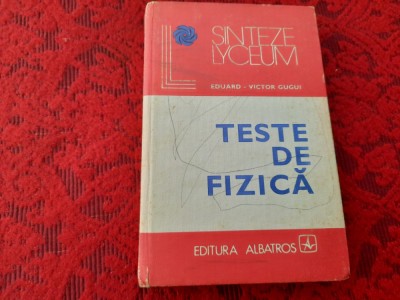 SINTEZE
LYCEUM
EDUARD - VICTOR GUGUI
TESTE
DE
FIZICĂ
EDITURA ALBATROS